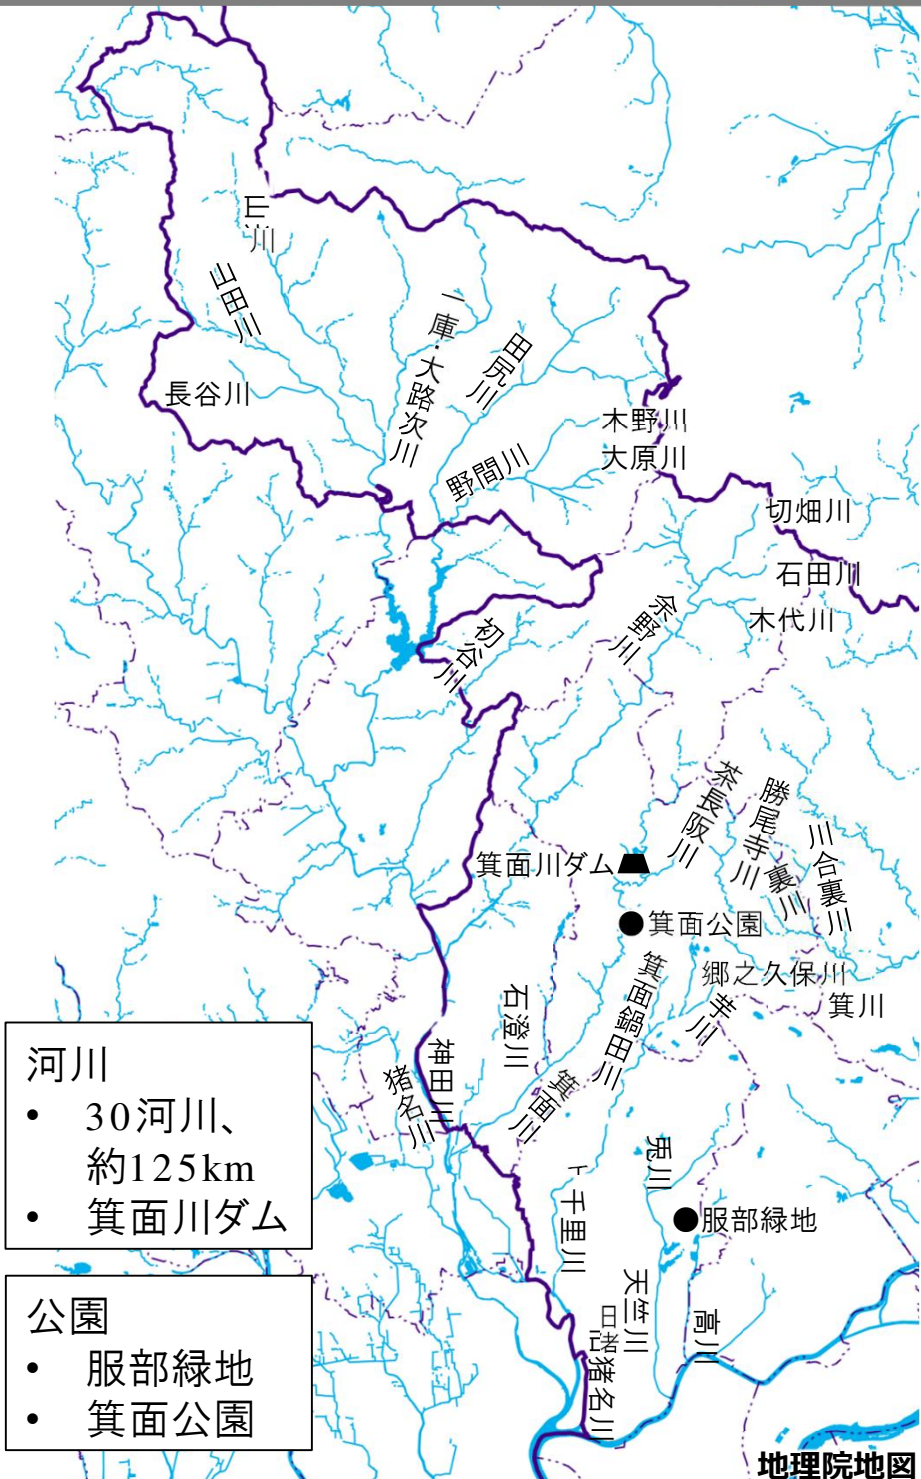 山田川
一庫・大路次川
田尻川
長谷川
木野川
大原川
野間川
切畑川
石田川
木代川
余野川
初谷川
茶長阪川
勝尾寺川
裏川
川合裏川
箕面川ダム
箕面公園
郷之久保川
箕川
箕面鍋田川
芋川
石澄川
神田川
猪名川
箕面川
兎川
千里川
服部緑地
天竺川
高川
猪名川
河川
• 30河川、
約125km
• 箕面川ダム
公園
• 服部緑地
• 箕面公園
地理院地図